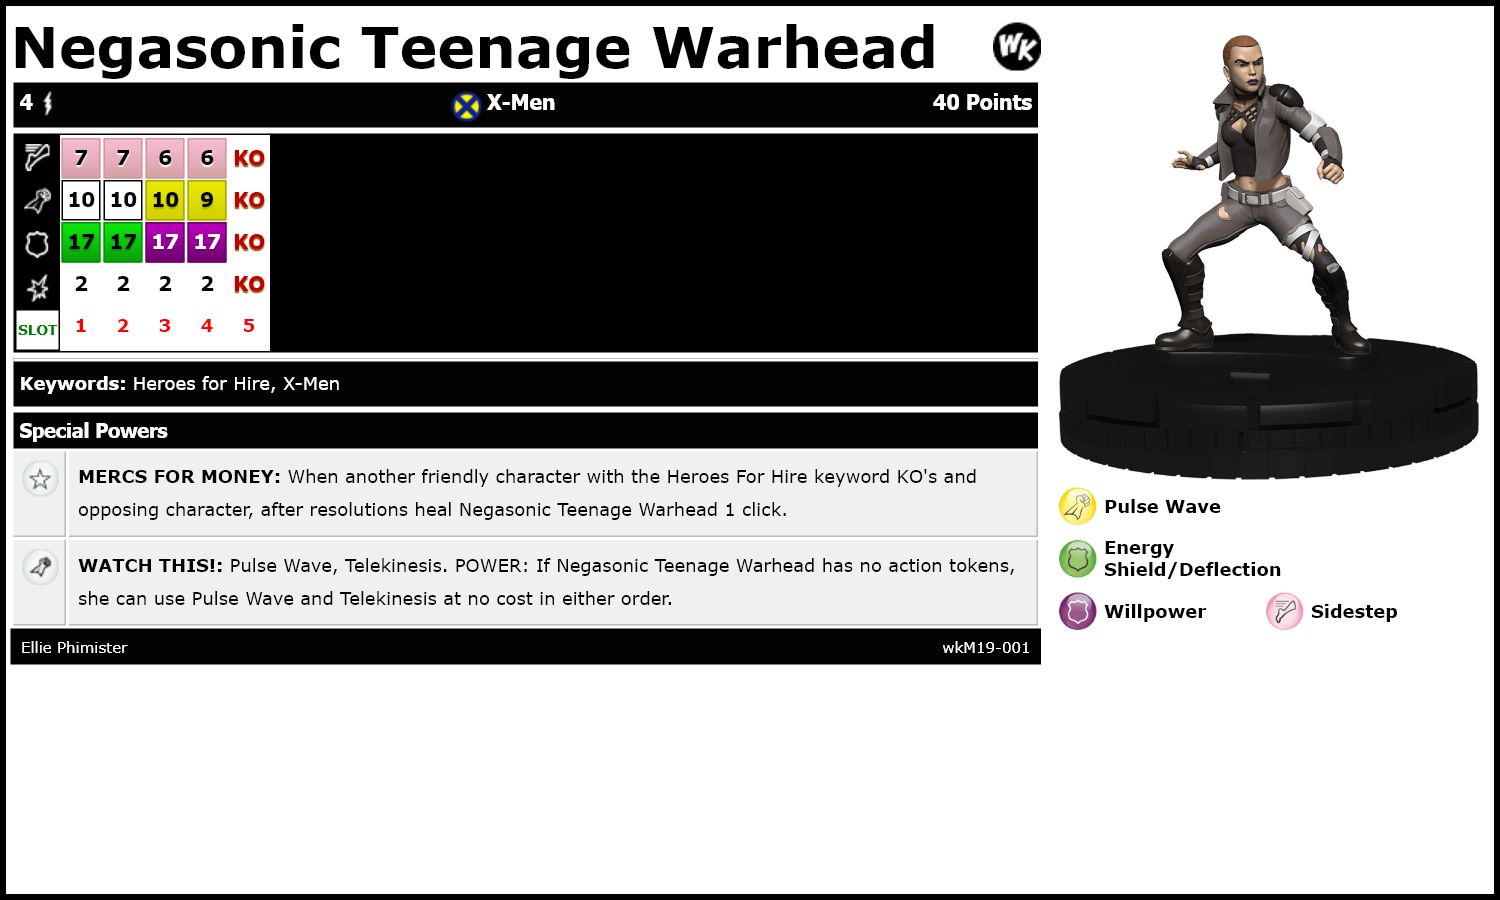 Negasonic Teenage Warhead
WK
4 X-Men 40 Points
7 7 6 6 KO
10 10 10 9 KO
17 17 17 17 KO
2 2 2 2 KO
SLOT 1 2 3 4 5
Keywords: Heroes for Hire, X-Men
Special Powers
MERCS FOR MONEY: When another friendly character with the Heroes For Hire keyword KO's and
opposing character, after resolutions heal Negasonic Teenage Warhead 1 click.
WATCH THIS!: Pulse Wave, Telekinesis. POWER: If Negasonic Teenage Warhead has no action tokens,
she can use Pulse Wave and Telekinesis at no cost in either order.
Ellie Phimister wkM19-001
Pulse Wave
Energy
Shield/Deflection
Willpower Sidestep